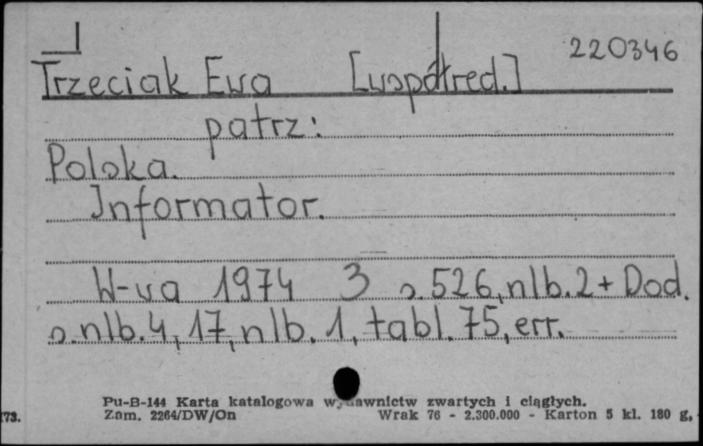 Trzeciak Ewa [współred.] 220346
patrz:
Polska.
Informator.
W-wa 1974 3 s. 526, nlb. 2 + Dod.
s. nlb. 4, 17, nlb. 1, tabl. 75, err.
Pu-B-144 Karta katalogowa wydawnictw zwartych i ciągłych.
73. Zam. 2264/DW/On Wrak 76 - 2.300.000 - Karton 5 kl. 180 g,